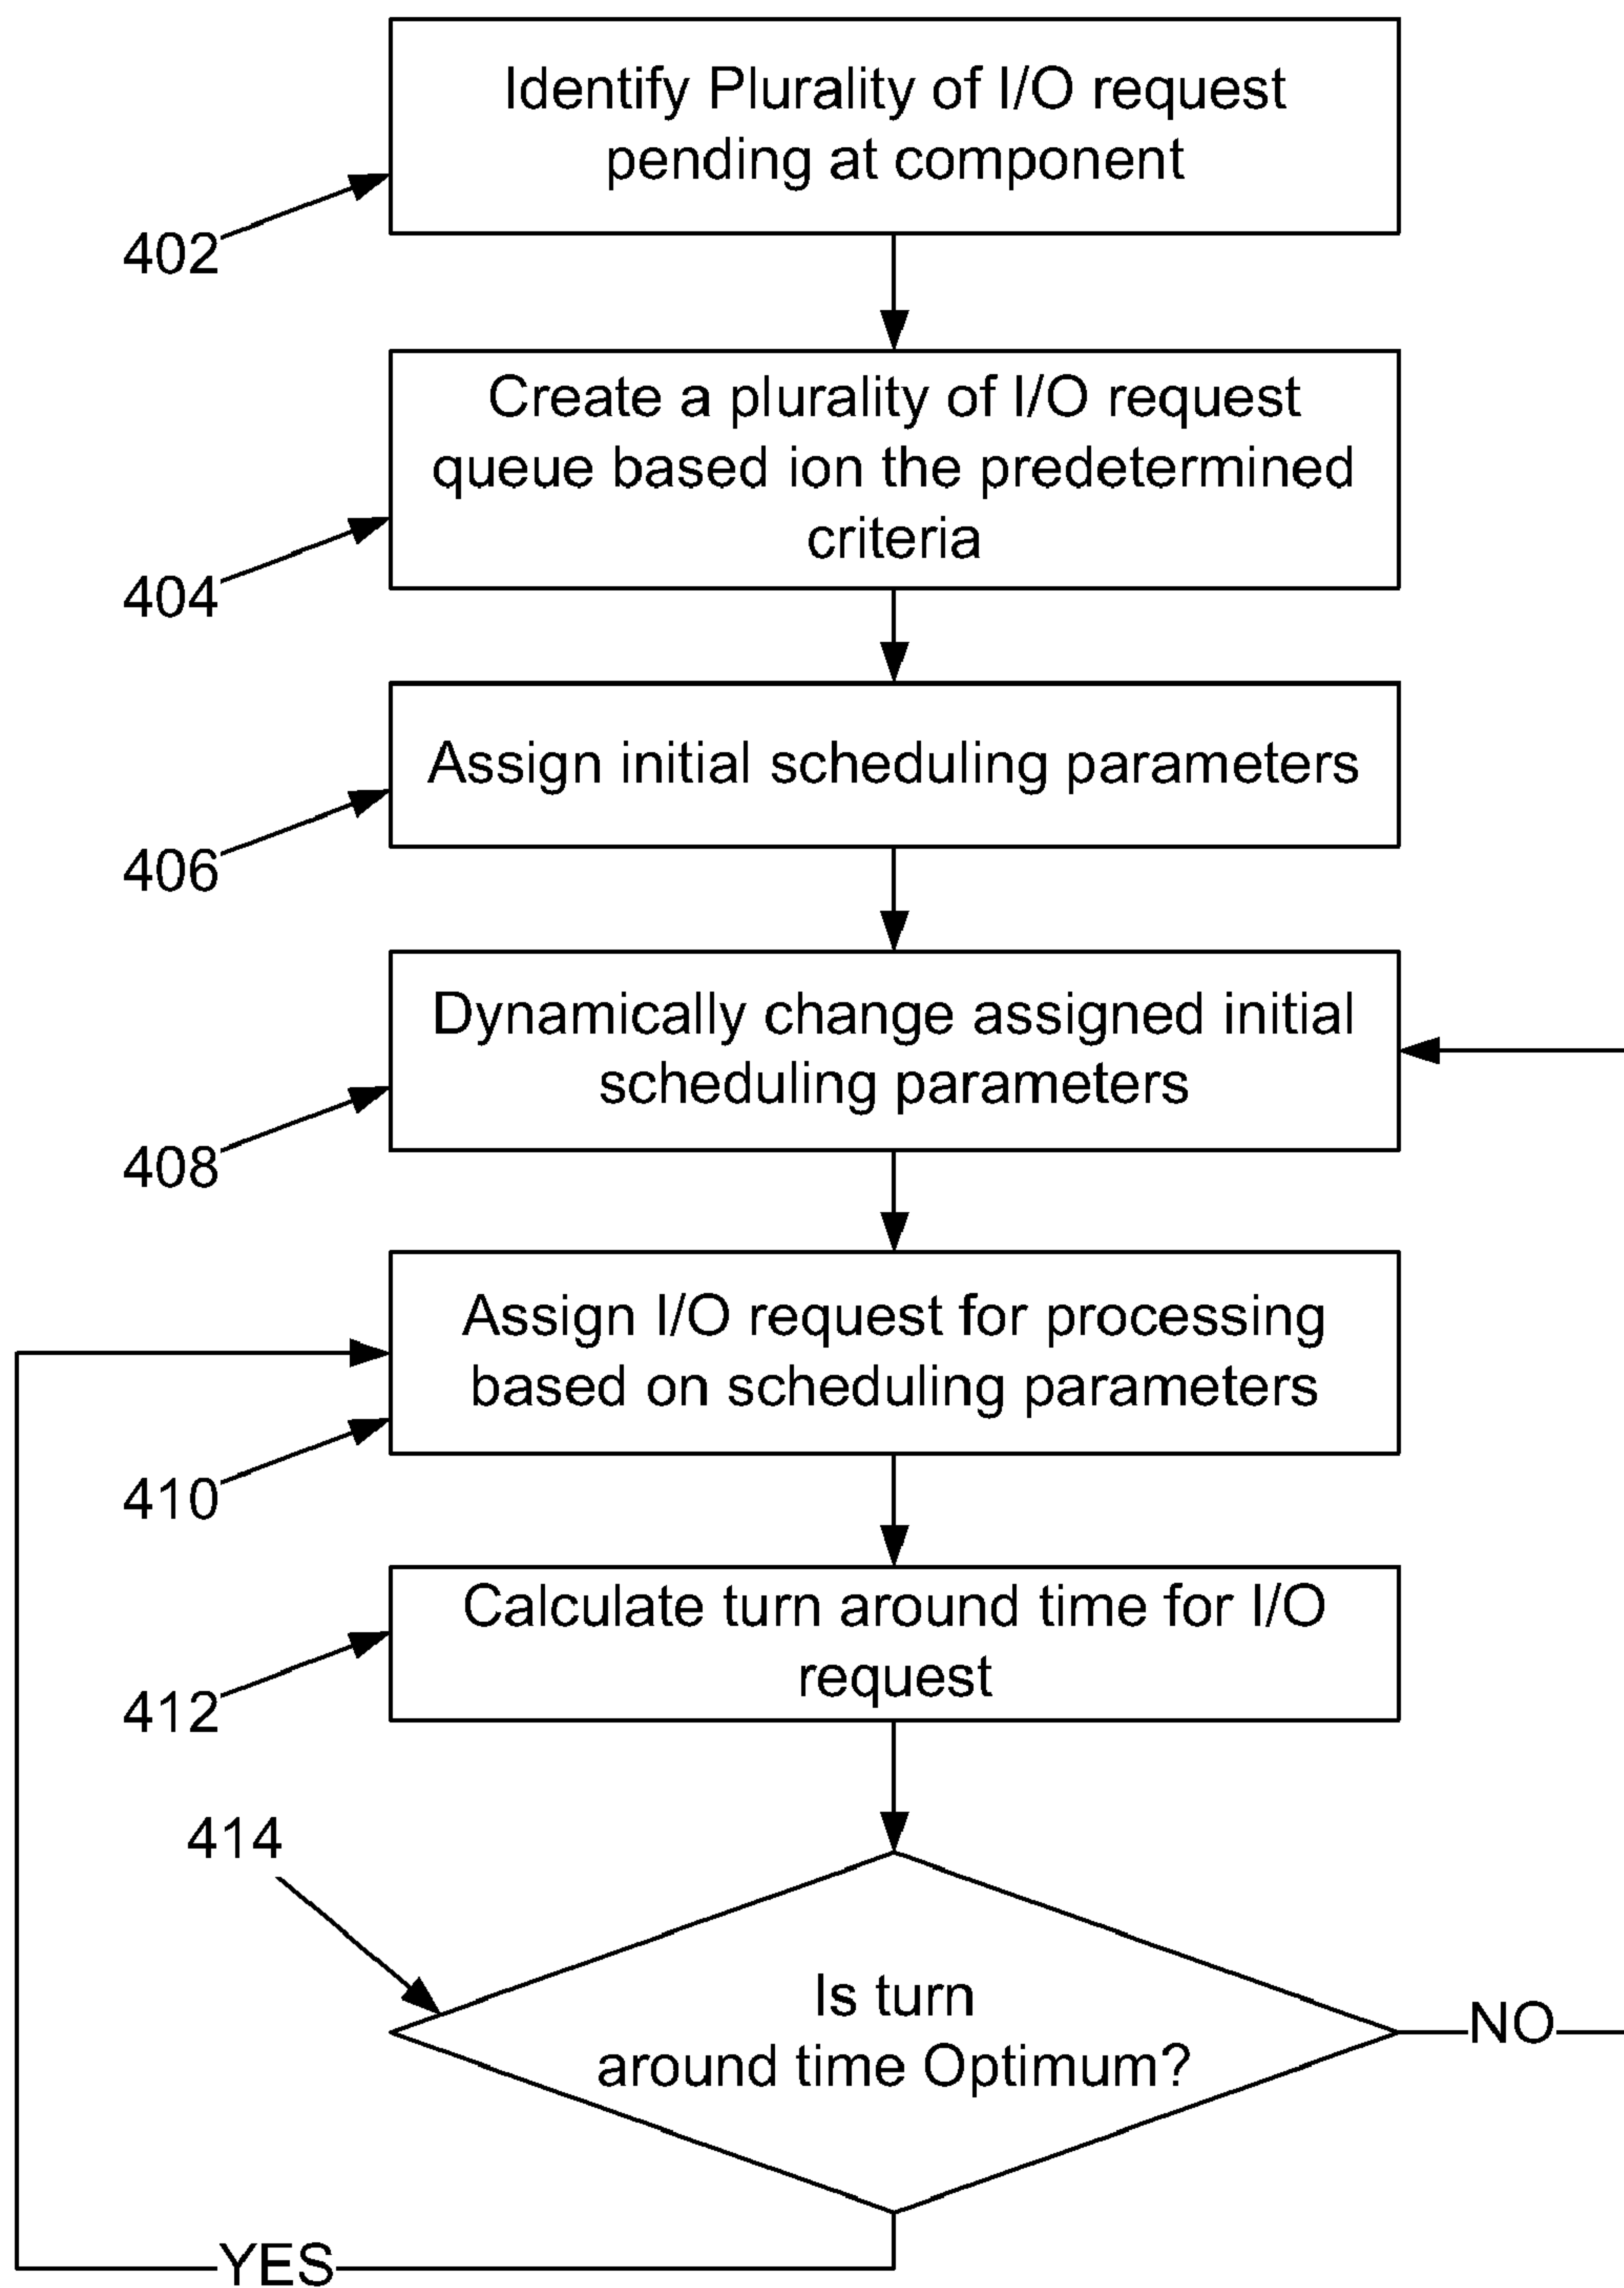 Identify Plurality of I/O request
pending at component
402
Create a plurality of I/O request
queue based ion the predetermined
criteria
404
Assign initial scheduling parameters
406
Dynamically change assigned initial
scheduling parameters
408
Assign I/O request for processing
based on scheduling parameters
410
Calculate turn around time for I/O
request
412
414
Is turn
around time Optimum?
NO
YES